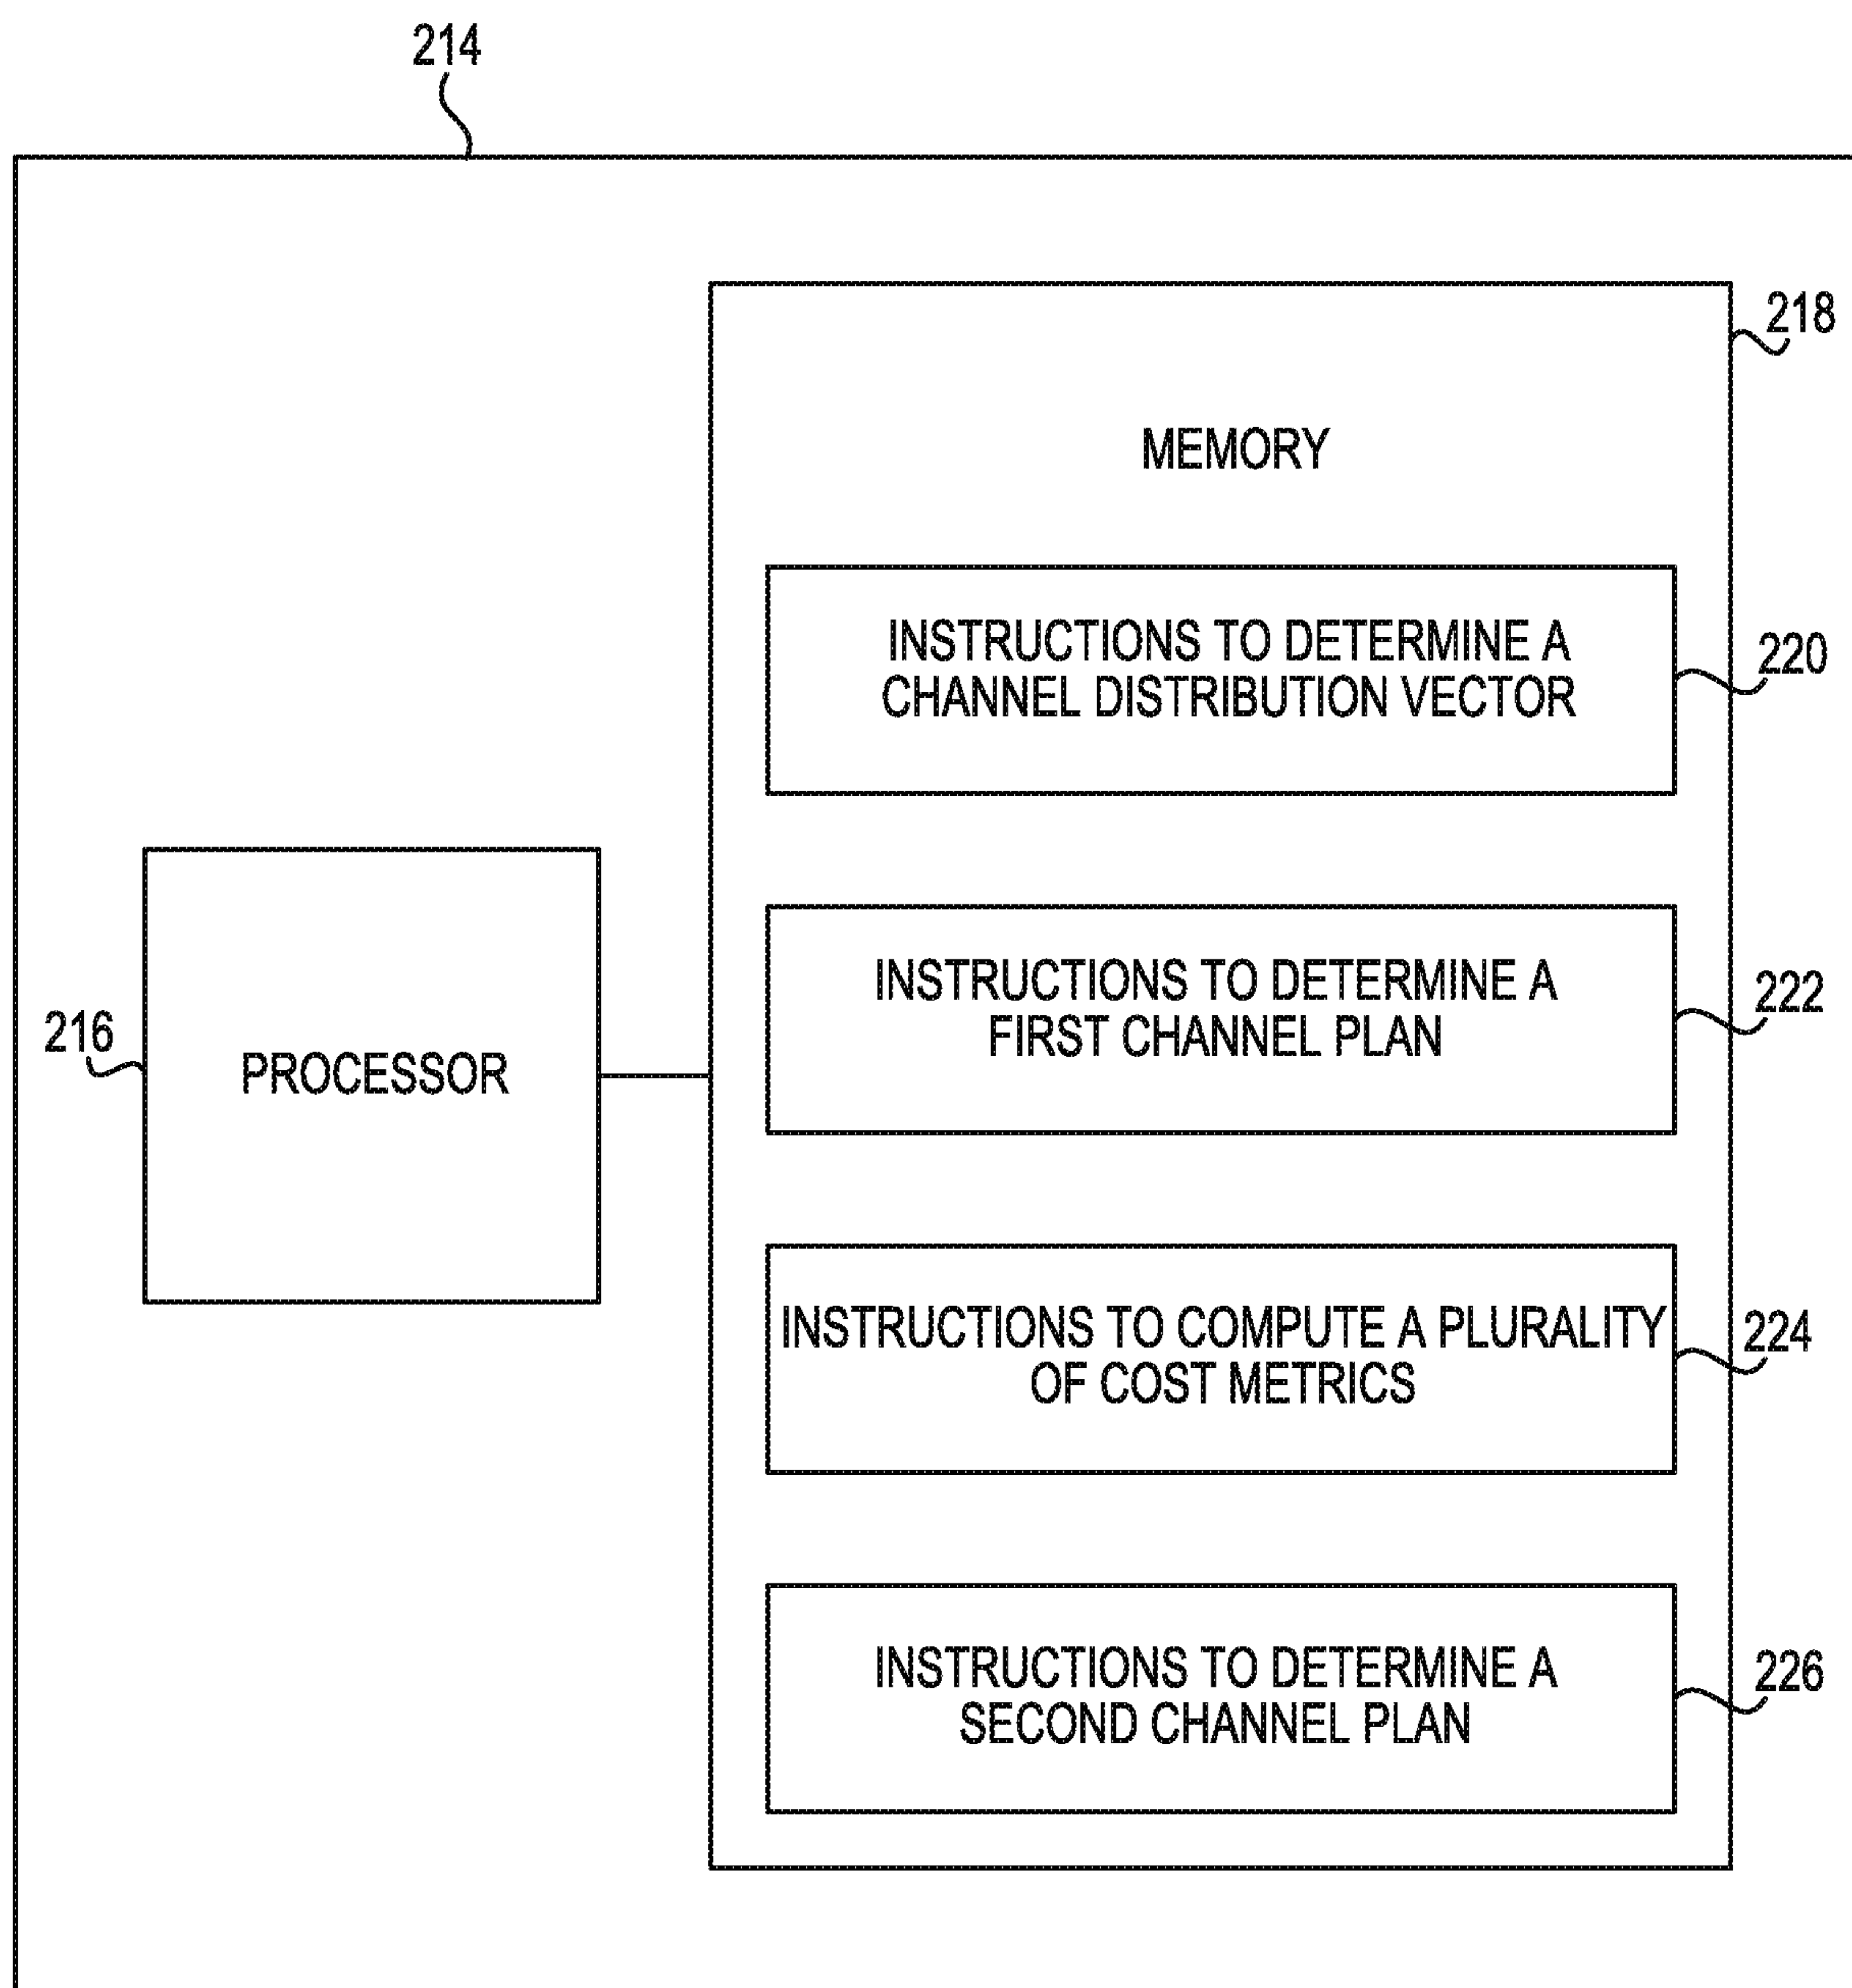 214
218
MEMORY
INSTRUCTIONS TO DETERMINE A
CHANNEL DISTRIBUTION VECTOR
220
INSTRUCTIONS TO DETERMINE A
FIRST CHANNEL PLAN
222
216
PROCESSOR
INSTRUCTIONS TO COMPUTE A PLURALITY
OF COST METRICS
224
INSTRUCTIONS TO DETERMINE A
SECOND CHANNEL PLAN
226